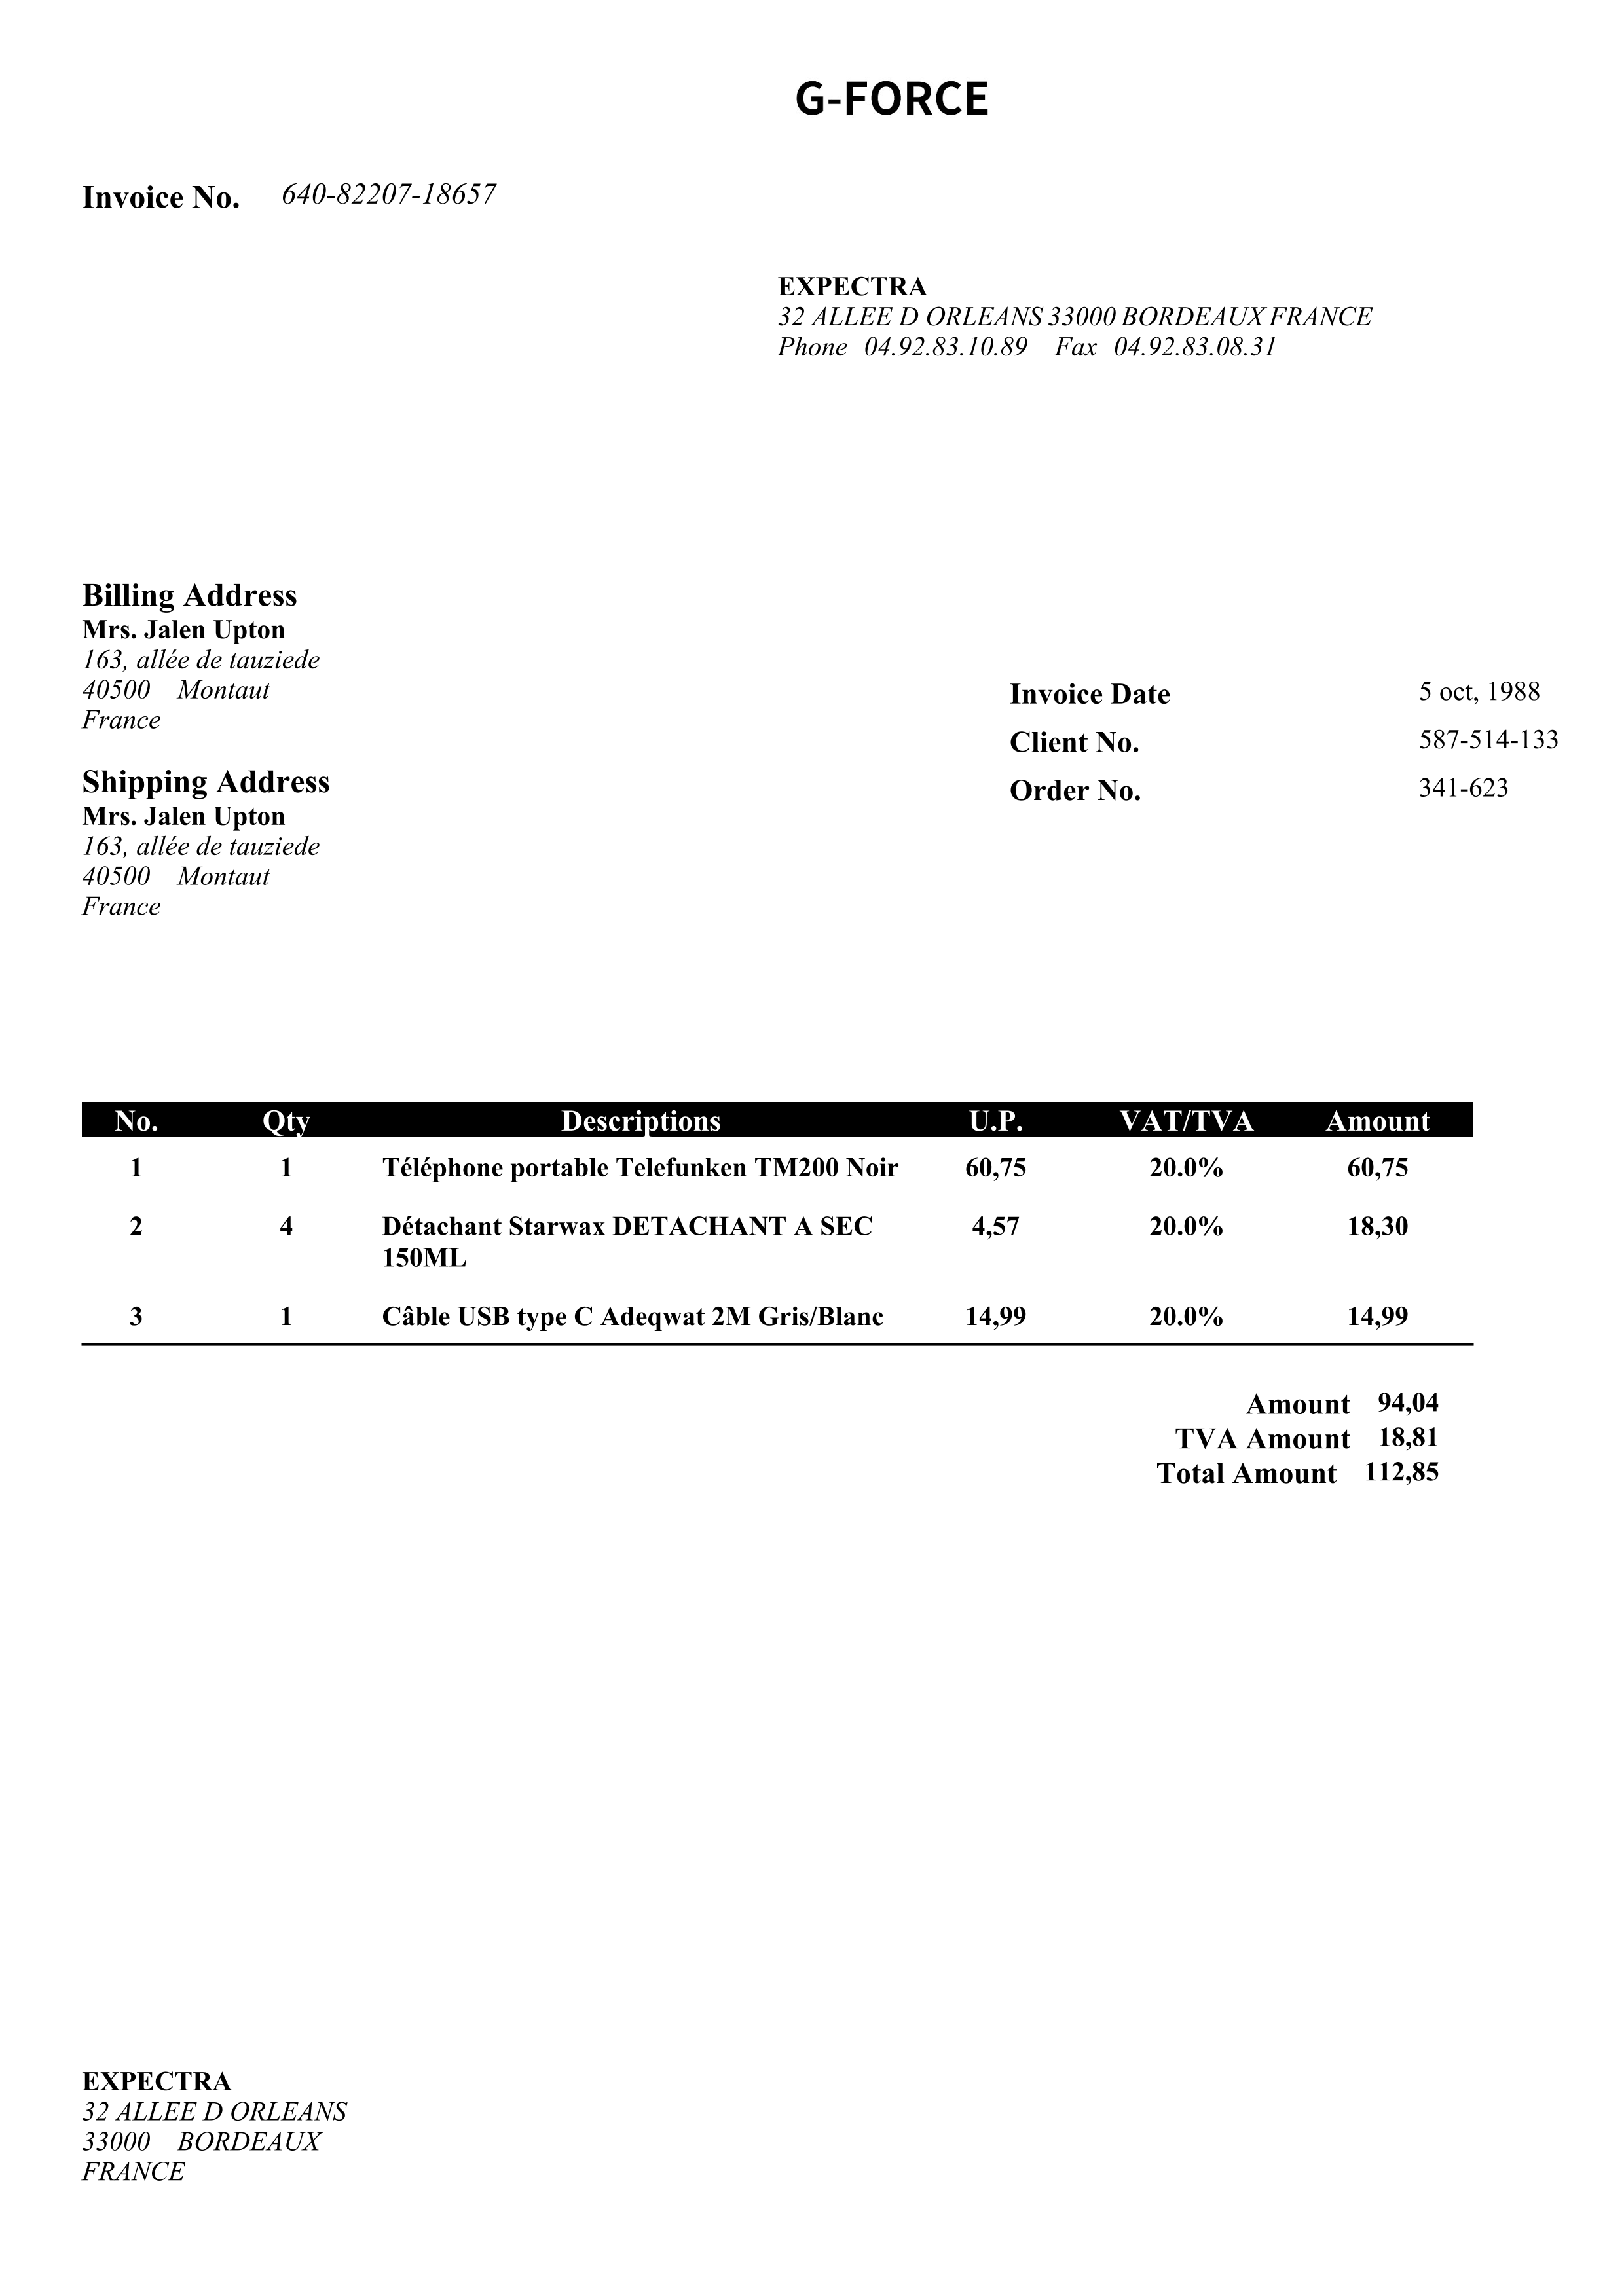 G-FORCE
Invoice No. 640-82207-18657
EXPECTRA
32 ALLEE D ORLEANS 33000 BORDEAUX FRANCE
Phone 04.92.83.10.89 Fax 04.92.83.08.31
Billing Address
Mrs. Jalen Upton
163, allée de tauziede
40500 Montaut
France
Shipping Address
Mrs. Jalen Upton
163, allée de tauziede
40500 Montaut
France
Invoice Date 5 oct, 1988
Client No. 587-514-133
Order No. 341-623
No. Qty Descriptions U.P. VAT/TVA Amount
1 1 Téléphone portable Telefunken TM200 Noir 60,75 20.0% 60,75
2 4 Détachant Starwax DETACHANT A SEC 4,57 20.0% 18,30
150ML
3 1 Câble USB type C Adeqwat 2M Gris/Blanc 14,99 20.0% 14,99
Amount 94,04
TVA Amount 18,81
Total Amount 112,85
EXPECTRA
32 ALLEE D ORLEANS
33000 BORDEAUX
FRANCE